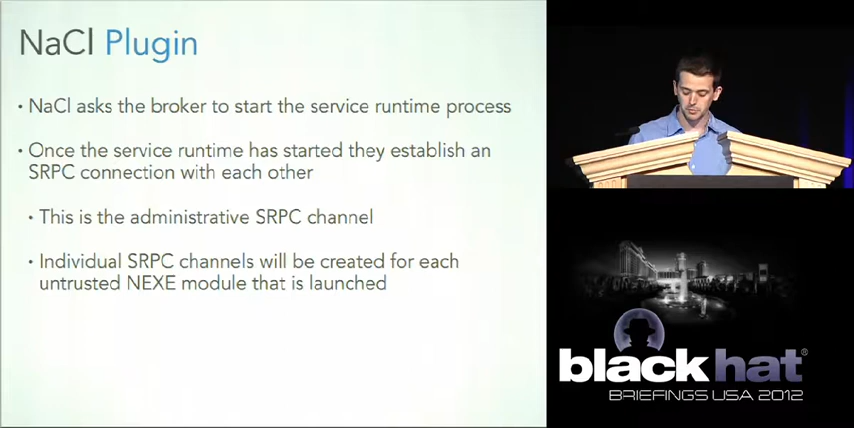 NaCl Plugin
• NaCl asks the broker to start the service runtime process
• Once the service runtime has started they establish an
SRPC connection with each other
• This is the administrative SRPC channel
• Individual SRPC channels will be created for each
untrusted NEXE module that is launched
black hat®
BRIEFINGS USA 2012